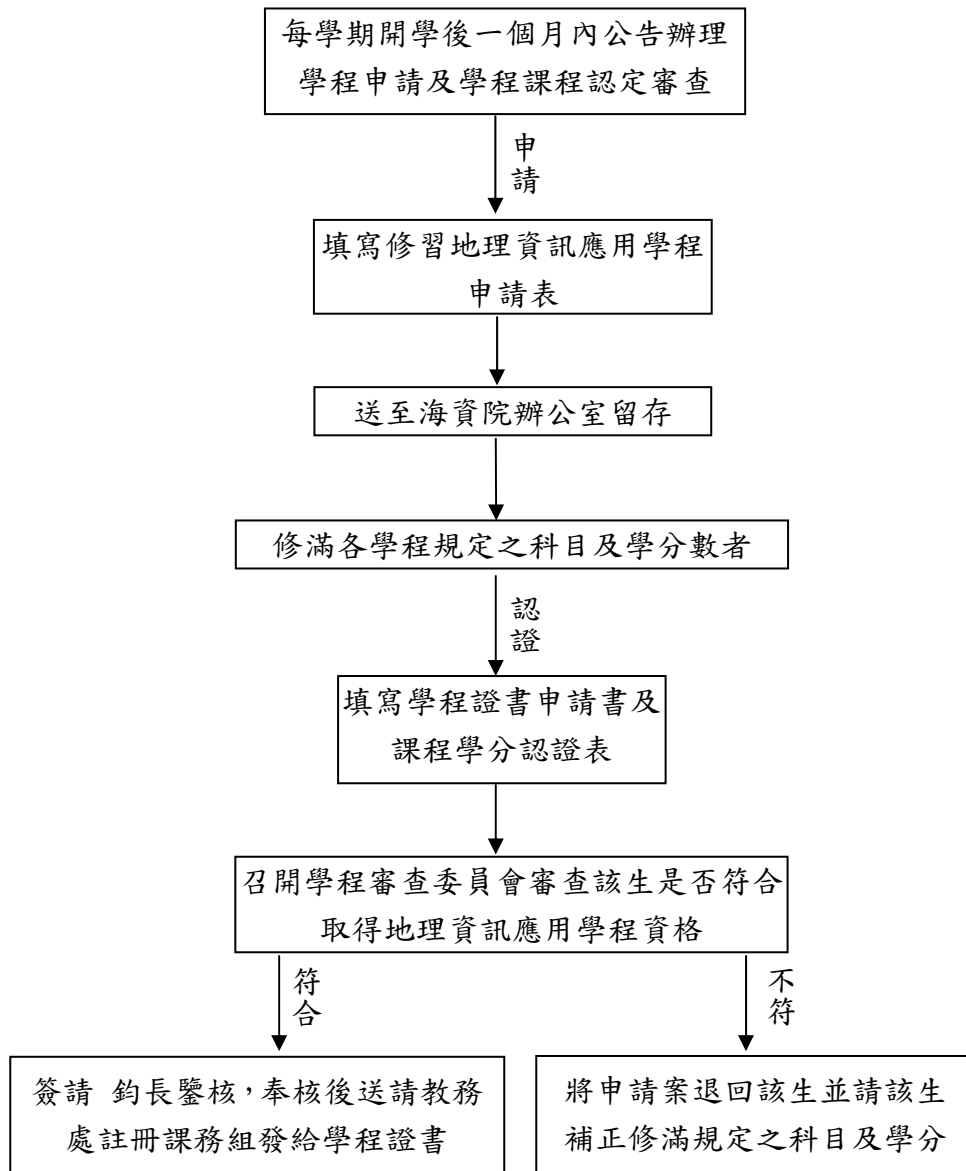 每學期開學後一個月內公告辦理
學程申請及學程課程認定審查
申請
填寫修習地理資訊應用學程
申請表
送至海資院辦公室留存
修滿各學程規定之科目及學分數者
認證
填寫學程證書申請書及
課程學分認證表
召開學程審查委員會審查該生是否符合
取得地理資訊應用學程資格
符合
不符
簽請 鈞長鑒核，奉核後送請教務
處註冊課務組發給學程證書
將申請案退回該生並請該生
補正修滿規定之科目及學分